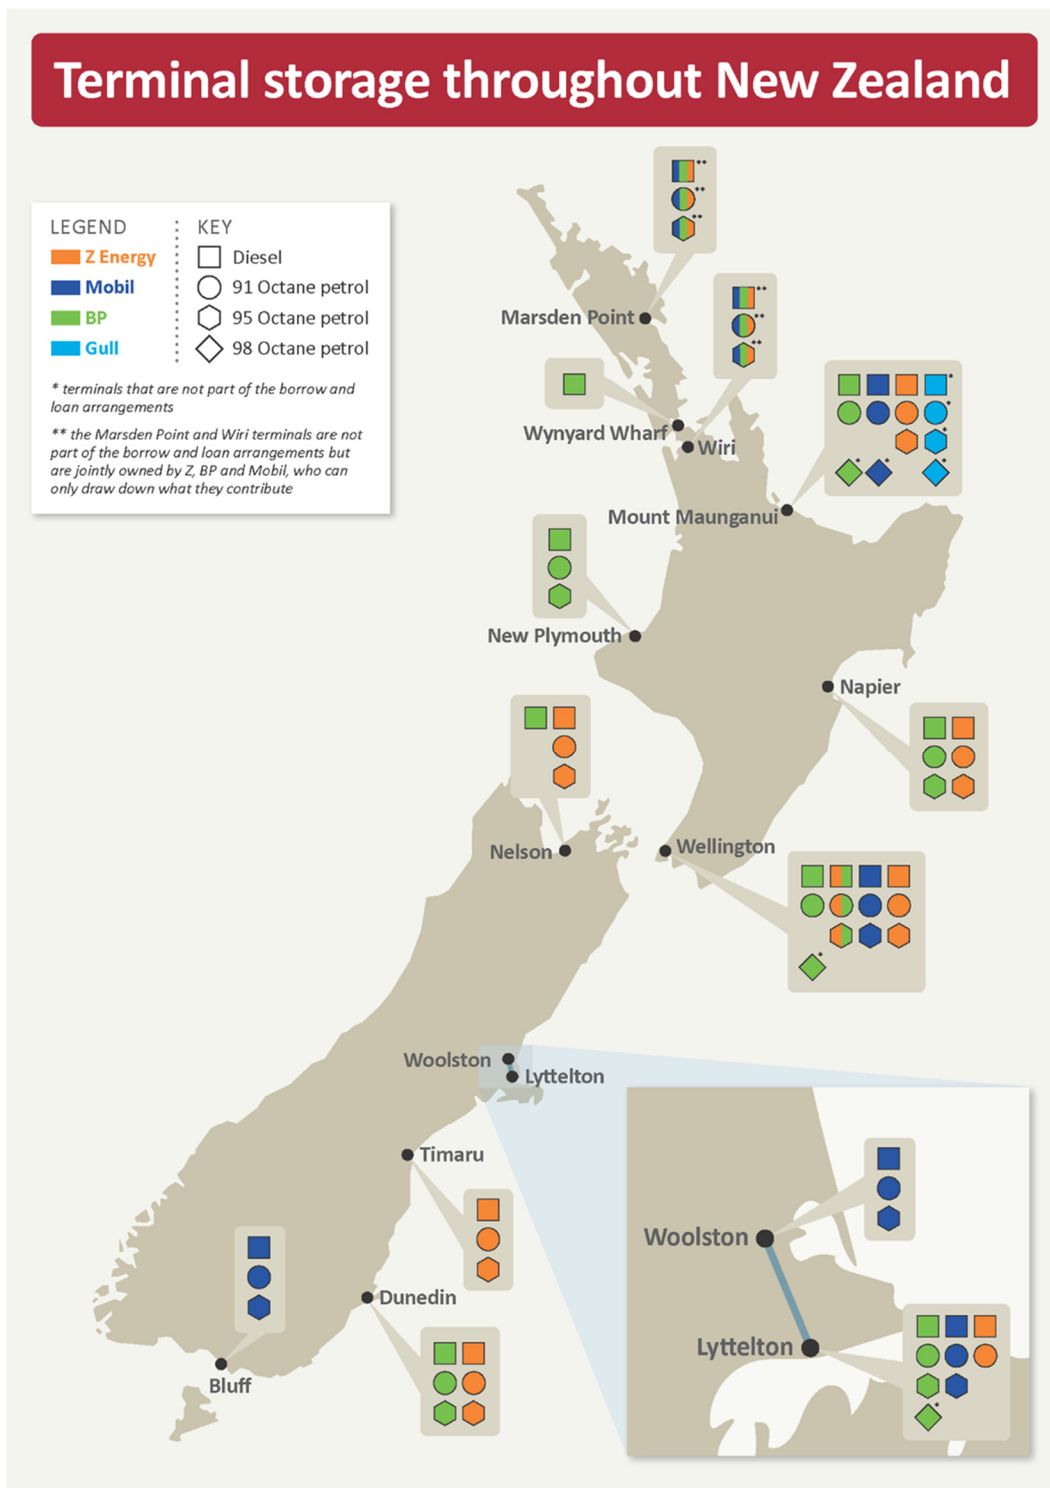 Terminal storage throughout New Zealand
LEGEND
Z Energy
Mobil
BP
Gull
KEY
Diesel
91 Octane petrol
95 Octane petrol
98 Octane petrol
* terminals that are not part of the borrow and
loan arrangements
** the Marsden Point and Wiri terminals are not
part of the borrow and loan arrangements but
are jointly owned by Z, BP and Mobil, who can
only draw down what they contribute
**
**
**
Marsden Point
**
**
**
Wynyard Wharf
Wiri
*
*
*
* * *
Mount Maunganui
New Plymouth
Napier
Nelson
Wellington
*
Woolston
Lyttelton
Timaru
Dunedin
Bluff
Woolston
Lyttelton
*